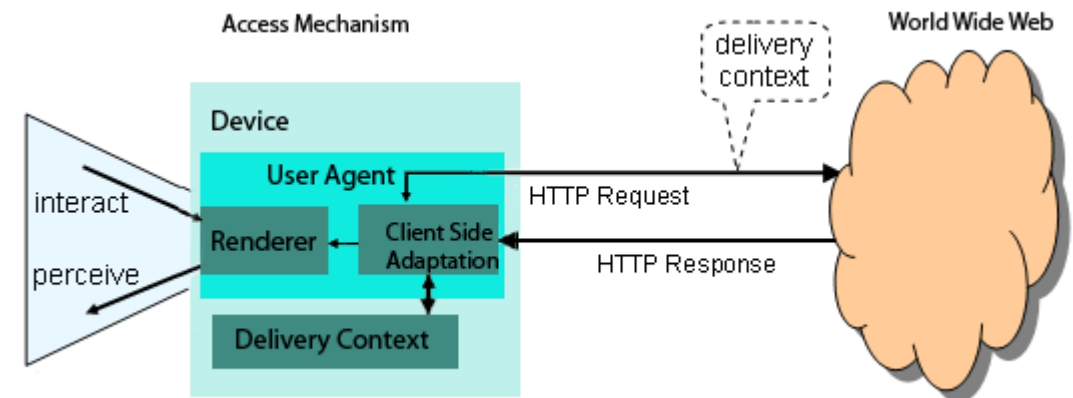 Access Mechanism
World Wide Web
delivery
context
Device
User Agent
interact
HTTP Request
Renderer
Client Side
Adaptation
perceive
HTTP Response
Delivery Context